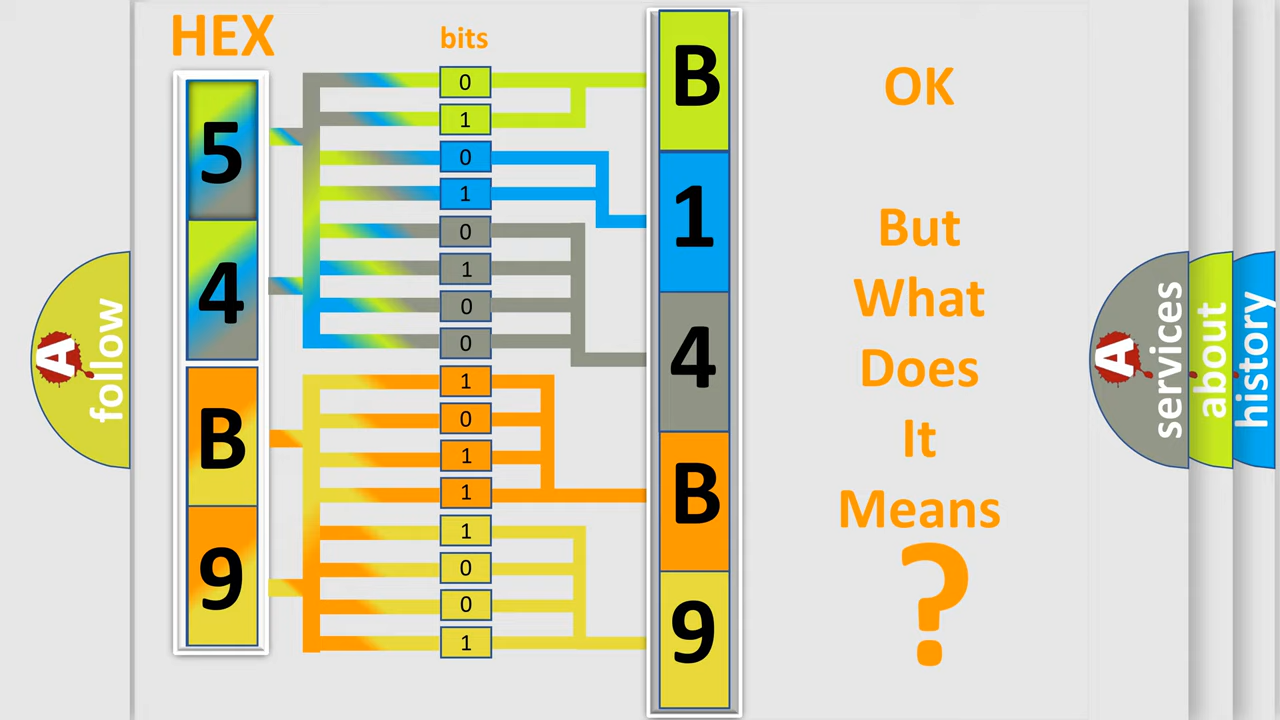 HEX
bits
5
4
B
9
0
1
0
1
0
1
0
0
1
0
1
1
1
0
0
1
B
1
4
B
9
OK
But
What
Does
It
Means
?
A
follow
A
services
about
history